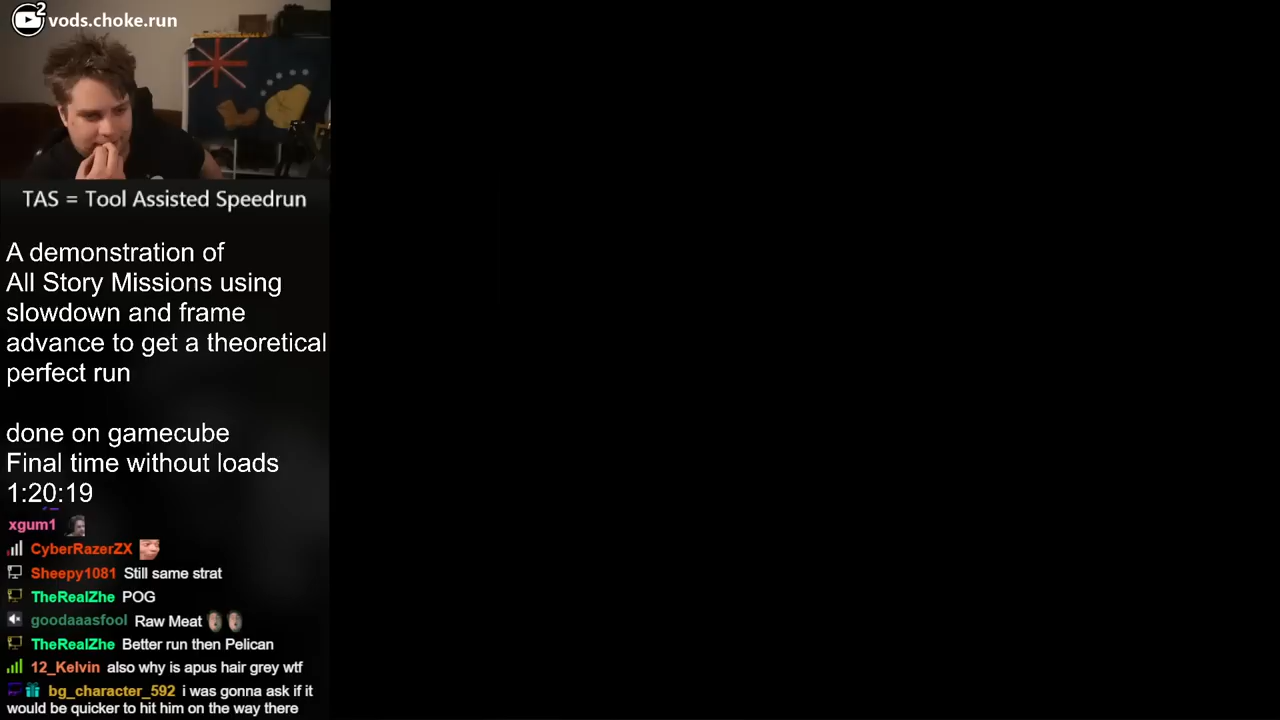 vods.choke.run
TAS = Tool Assisted Speedrun
A demonstration of
All Story Missions using
slowdown and frame
advance to get a theoretical
perfect run
done on gamecube
Final time without loads
1:20:19
xgum1
CyberRazerZX
Sheepy1081 Still same strat
TheRealZhe POG
goodaaasfool Raw Meat
TheRealZhe Better run then Pelican
12_Kelvin also why is apus hair grey wtf
bg_character_592 i was gonna ask if it
would be quicker to hit him on the way there